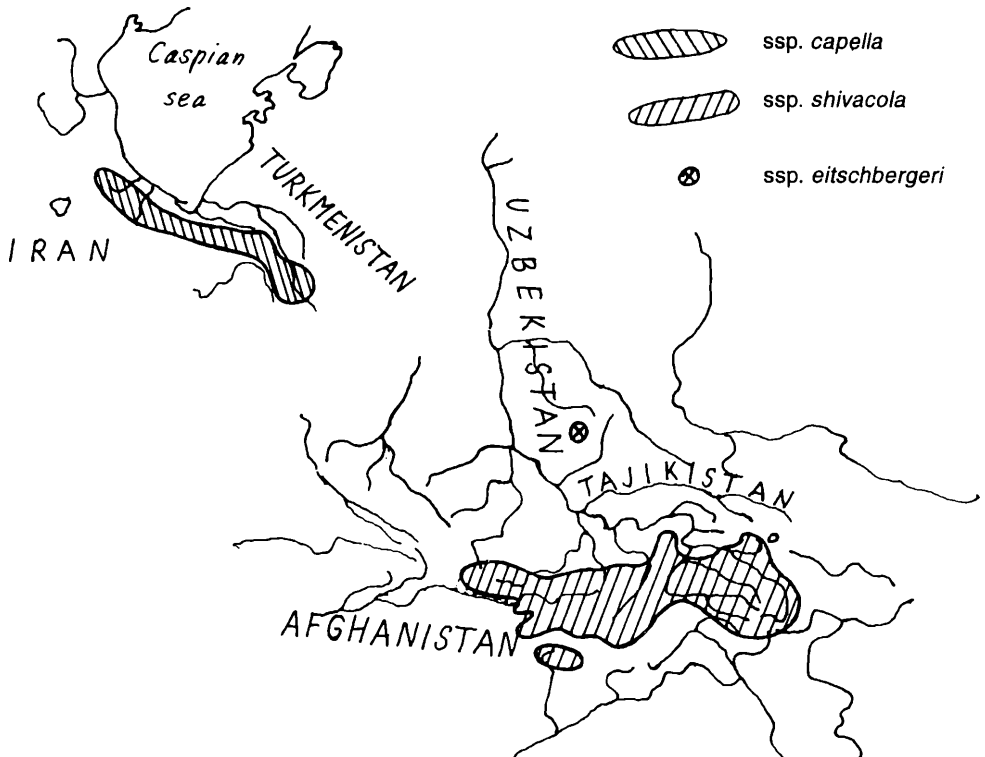 Caspian
sea
ssp. capella
ssp. shivacola
ssp. eitschbergeri
TURKMENISTAN
IRAN
UZBEKISTAN
TAJIKISTAN
AFGHANISTAN